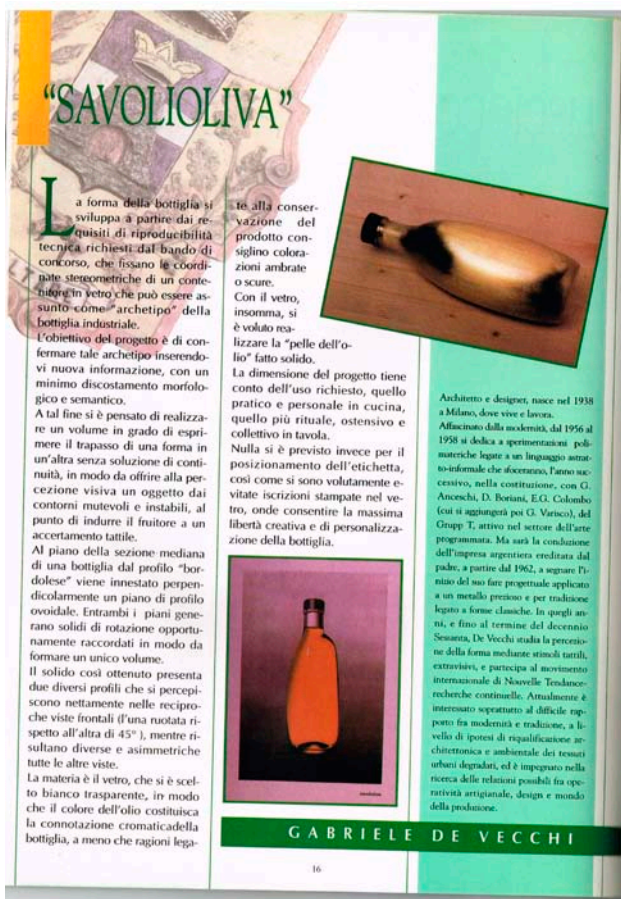 "SAVOLIOLIVA"
La forma della bottiglia si
sviluppa a partire dai re-
quisiti di riproducibilità
tecnica richiesti dal bando di
concorso, che fissano le coordi-
nate stereometriche di un conte-
nitore in vetro che può essere as-
sunto come "archetipo" della
bottiglia industriale.
L'obiettivo del progetto è di con-
fermare tale archetipo inserendo-
vi nuova informazione, con un
minimo discostamento morfolo-
gico e semantico.
A tal fine si è pensato di realizza-
re un volume in grado di espri-
mere il trapasso di una forma in
un'altra senza soluzione di conti-
nuità, in modo da offrire alla per-
cezione visiva un oggetto dai
contorni mutevoli e instabili, al
punto di indurre il fruitore a un
accertamento tattile.
Al piano della sezione mediana
di una bottiglia dal profilo "bor-
dolese" viene innestato perpen-
dicolarmente un piano di profilo
ovoidale. Entrambi i piani gene-
rano solidi di rotazione opportu-
namente raccordati in modo da
formare un unico volume.
Il solido così ottenuto presenta
due diversi profili che si percepi-
scono nettamente nelle recipro-
che viste frontali (l'una ruotata ri-
spetto all'altra di 45° ), mentre ri-
sultano diverse e asimmetriche
tutte le altre viste.
La materia è il vetro, che si è scel-
to bianco trasparente, in modo
che il colore dell'olio costituisca
la connotazione cromaticadella
bottiglia, a meno che ragioni lega-
te alla conser-
vazione del
prodotto con-
siglino colora-
zioni ambrate
o scure.
Con il vetro,
insomma, si
è voluto rea-
lizzare la "pelle dell'o-
lio" fatto solido.
La dimensione del progetto tiene
conto dell'uso richiesto, quello
pratico e personale in cucina,
quello più rituale, ostensivo e
collettivo in tavola.
Nulla si è previsto invece per il
posizionamento dell'etichetta,
così come si sono volutamente e-
vitate iscrizioni stampate nel ve-
tro, onde consentire la massima
libertà creativa e di personalizza-
zione della bottiglia.
Architetto e designer, nasce nel 1938
a Milano, dove vive e lavora.
Affascinato dalla modernità, dal 1956 al
1958 si dedica a sperimentazioni poli-
materiche legate a un linguaggio astrat-
to-informale che sfoceranno, l'anno suc-
cessivo, nella costituzione, con G.
Anceschi, D. Boriani, E.G. Colombo
(cui si aggiungerà poi G. Varisco), del
Grupp T, attivo nel settore dell'arte
programmata. Ma sarà la conduzione
dell'impresa argentiera ereditata dal
padre, a partire dal 1962, a segnare l'i-
nizio del suo fare progettuale applicato
a un metallo prezioso e per tradizione
legato a forme classiche. In quegli an-
ni, e fino al termine del decennio
Sessanta, De Vecchi studia la percezio-
ne della forma mediante stimoli tattili,
extravisivi, e partecipa al movimento
internazionale di Nouvelle Tendance-
recherche continuelle. Attualmente è
interessato soprattutto al difficile rap-
porto fra modernità e tradizione, a li-
vello di ipotesi di riqualificazione ar-
chitettonica e ambientale dei tessuti
urbani degradati, ed è impegnato nella
ricerca delle relazioni possibili fra ope-
ratività artigianale, design e mondo
della produzione.
GABRIELE DE VECCHI
16